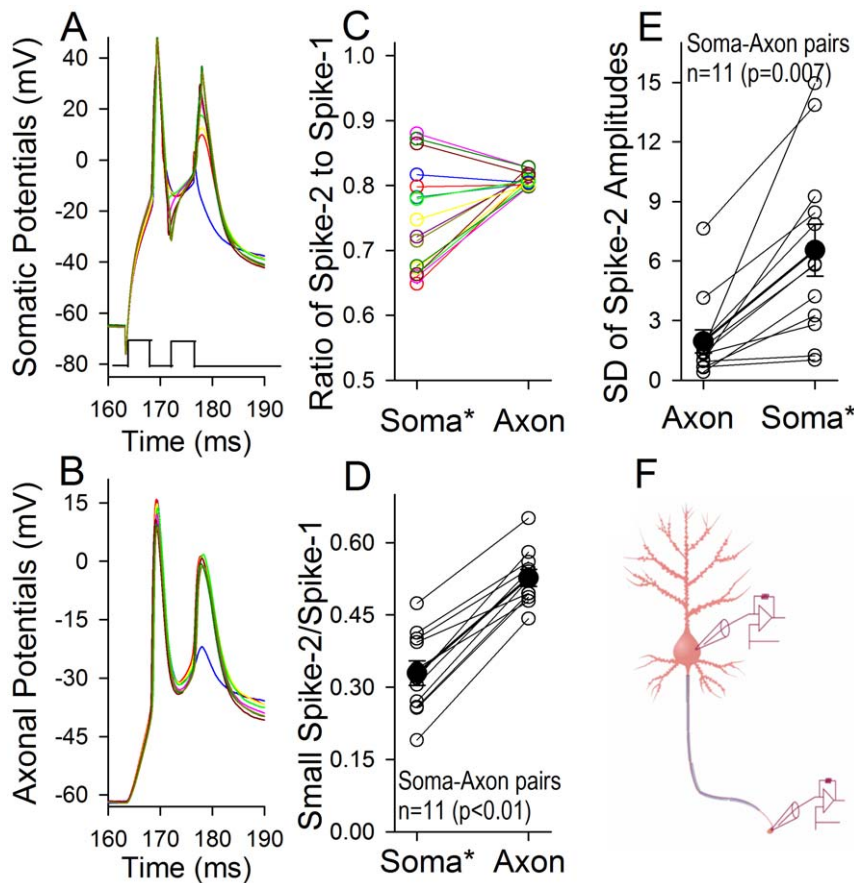 A
Somatic Potentials (mV)
40
20
0
-20
-40
-60
-80
160 170 180 190
Time (ms)
B
Axonal Potentials (mV)
15
0
-15
-30
-45
-60
160 170 180 190
Time (ms)
C
Ratio of Spike-2 to Spike-1
1.0
0.9
0.8
0.7
0.6
0.5
Soma* Axon
D
Small Spike-2/Spike-1
0.60
0.45
0.30
0.15
0.00
Soma-Axon pairs
n=11 (p<0.01)
Soma* Axon
E
Soma-Axon pairs
n=11 (p=0.007)
SD of Spike-2 Amplitudes
15
12
9
6
3
0
Axon Soma*
F